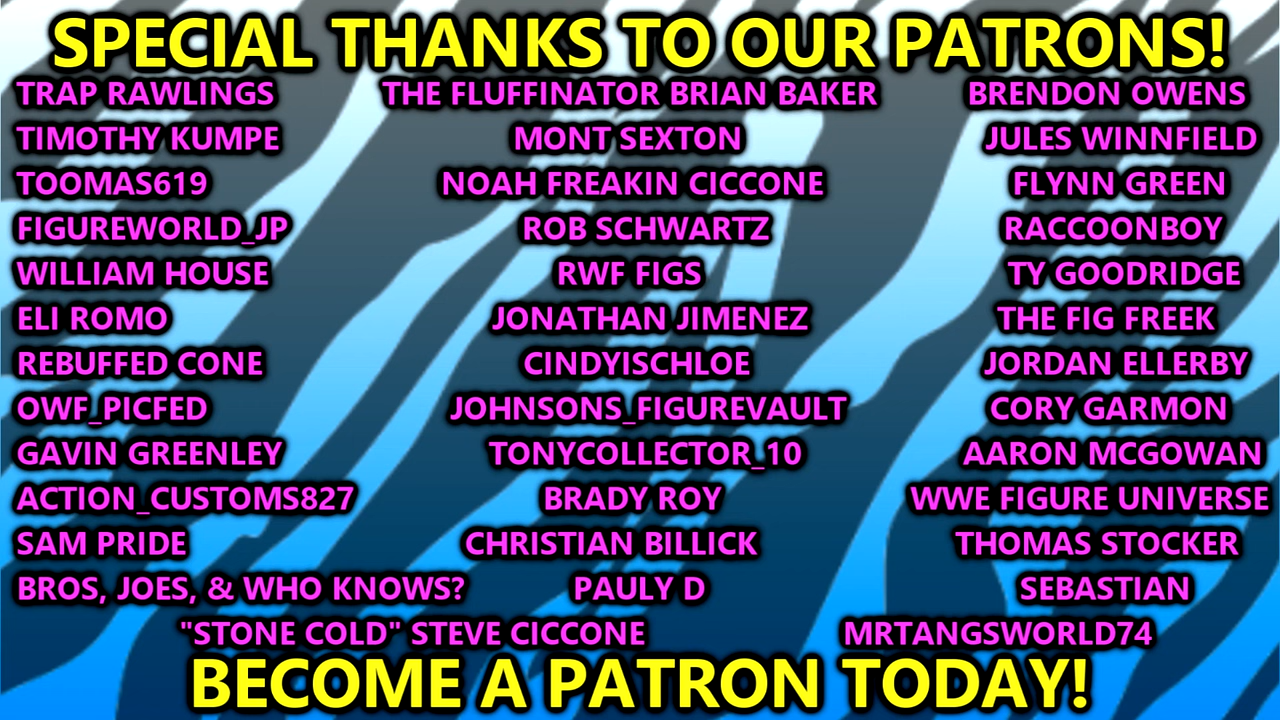 SPECIAL THANKS TO OUR PATRONS!
TRAP RAWLINGS THE FLUFFINATOR BRIAN BAKER BRENDON OWENS
TIMOTHY KUMPE MONT SEXTON JULES WINNFIELD
TOOMAS619 NOAH FREAKIN CICCONE FLYNN GREEN
FIGUREWORLD_JP ROB SCHWARTZ RACCOONBOY
WILLIAM HOUSE RWF FIGS TY GOODRIDGE
ELI ROMO JONATHAN JIMENEZ THE FIG FREEK
REBUFFED CONE CINDYISCHLOE JORDAN ELLERBY
OWF_PICFED JOHNSONS_FIGUREVAULT CORY GARMON
GAVIN GREENLEY TONYCOLLECTOR_10 AARON MCGOWAN
ACTION_CUSTOMS827 BRADY ROY WWE FIGURE UNIVERSE
SAM PRIDE CHRISTIAN BILLICK THOMAS STOCKER
BROS, JOES, & WHO KNOWS? PAULY D SEBASTIAN
"STONE COLD" STEVE CICCONE MRTANGSWORLD74
BECOME A PATRON TODAY!